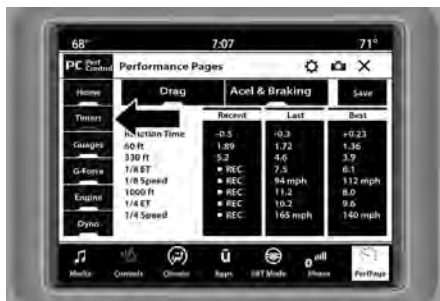 68° 7:07 71°
PC Perf Control Performance Pages
Home Drag Acel & Braking Save
Timers Recent Last Best
Reaction Time -0.5 -0.3 +0.23
60 ft 1.89 1.72 1.36
Guages 330 ft 5.2 4.6 3.9
1/8 ET • REC 7.5 6.1
G-Force 1/8 Speed • REC 94 mph 112 mph
1000 ft • REC 11.2 8.0
Engine 1/4 ET • REC 10.2 9.6
1/4 Speed • REC 165 mph 140 mph
Dyno
Media Controls Climate Apps Phone PerfPage